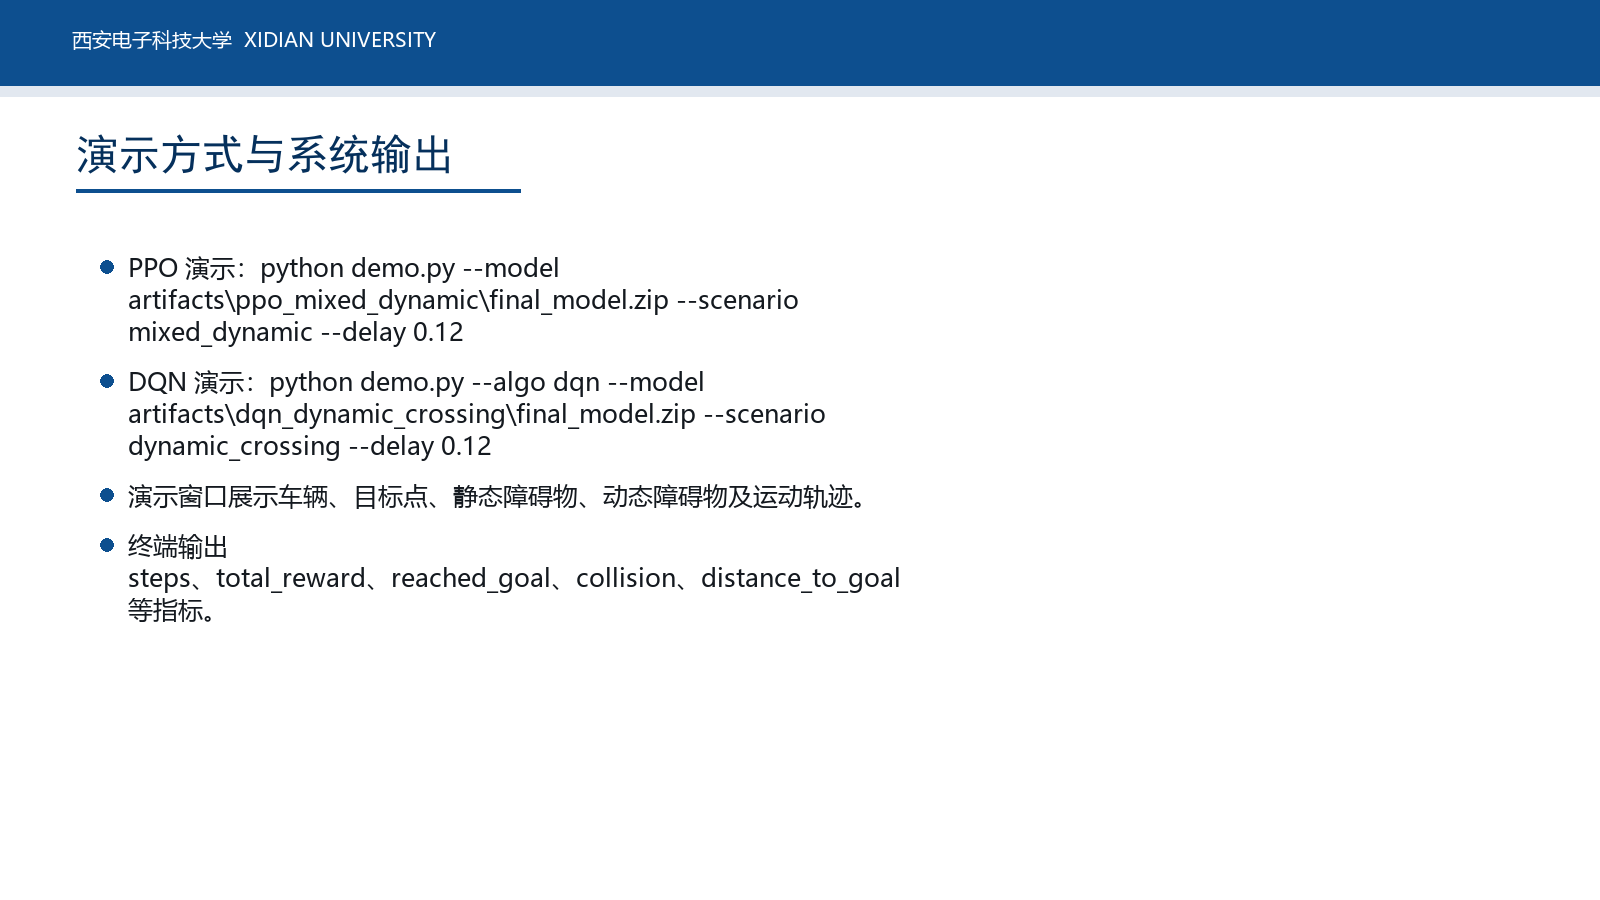 西安电子科技大学 XIDIAN UNIVERSITY
演示方式与系统输出
PPO 演示：python demo.py --model
artifacts\ppo_mixed_dynamic\final_model.zip --scenario
mixed_dynamic --delay 0.12
DQN 演示：python demo.py --algo dqn --model
artifacts\dqn_dynamic_crossing\final_model.zip --scenario
dynamic_crossing --delay 0.12
演示窗口展示车辆、目标点、静态障碍物、动态障碍物及运动轨迹。
终端输出
steps、total_reward、reached_goal、collision、distance_to_goal
等指标。